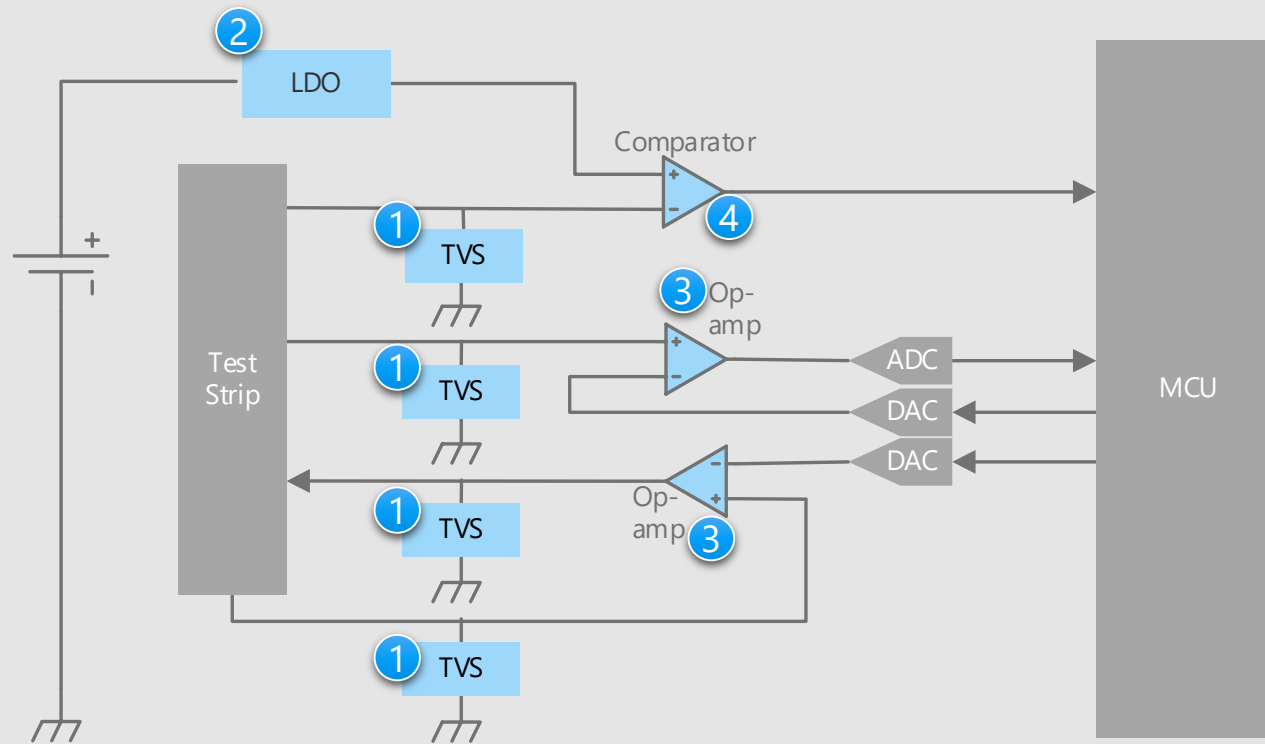 2
LDO
Comparator
+
-
4
1
TVS
+
-
3
Op-
amp
+
-
1
TVS
Test
Strip
ADC
DAC
DAC
MCU
-
+
Op-
amp
3
1
TVS
1
TVS